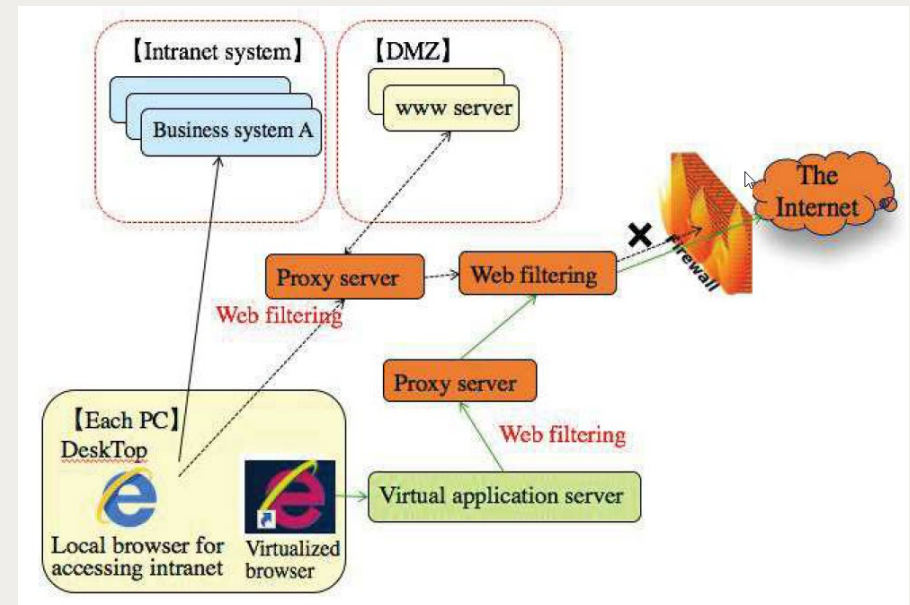 【Intranet system】
Business system A
【DMZ】
www server
The
Internet
Firewall
Proxy server
Web filtering
Web filtering
Proxy server
Web filtering
【Each PC】
DeskTop
Local browser for
accessing intranet
Virtualized
browser
Virtual application server